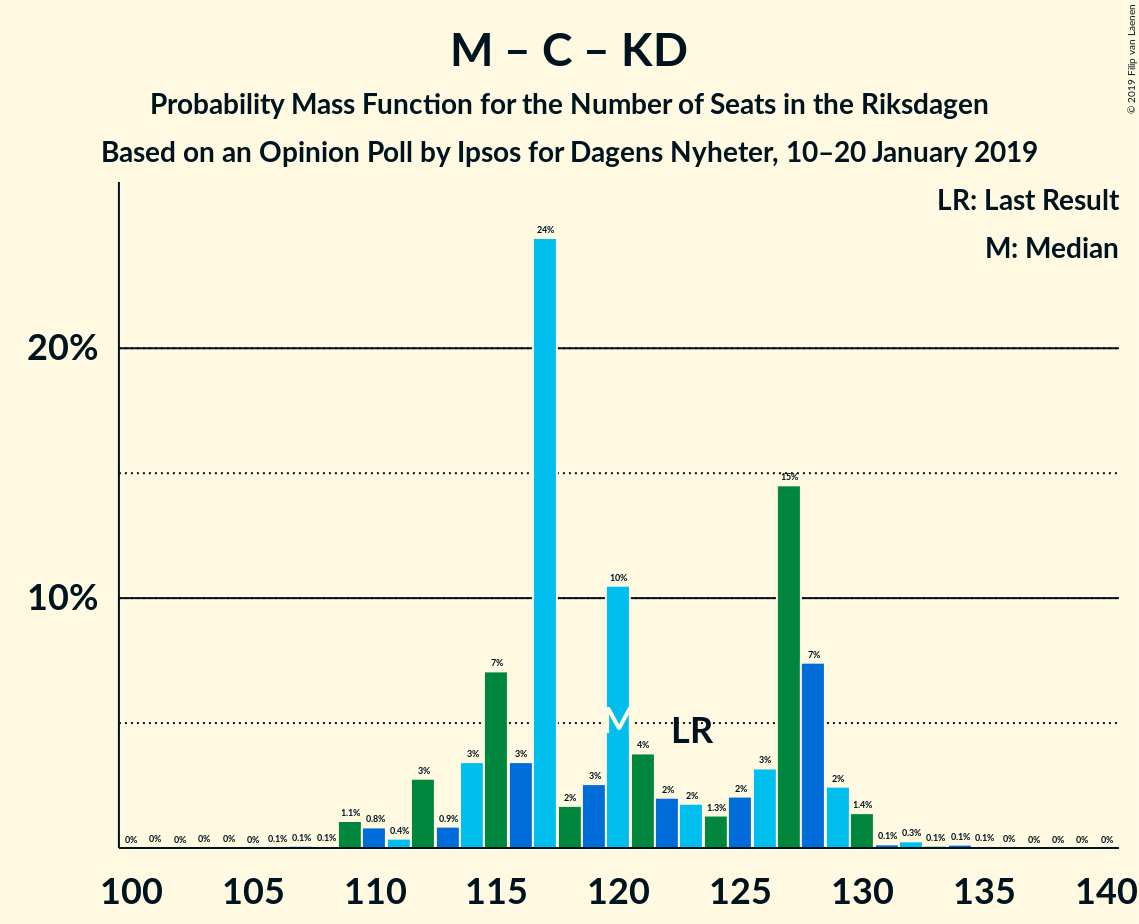 M – C – KD
Probability Mass Function for the Number of Seats in the Riksdagen
Based on an Opinion Poll by Ipsos for Dagens Nyheter, 10–20 January 2019
© 2019 Filip van Laenen
LR: Last Result
M: Median
20%
10%
0% 0% 0% 0% 0% 0% 0.1% 0.1% 0.1% 1.1% 0.8% 0.4% 3% 0.9% 3% 7% 3% 24% 2% 3% 10% 4% 2% 2% 1.3% 2% 3% 15% 7% 2% 1.4% 0.1% 0.3% 0.1% 0.1% 0.1% 0% 0% 0% 0% 0%
M
LR
100 105 110 115 120 125 130 135 140